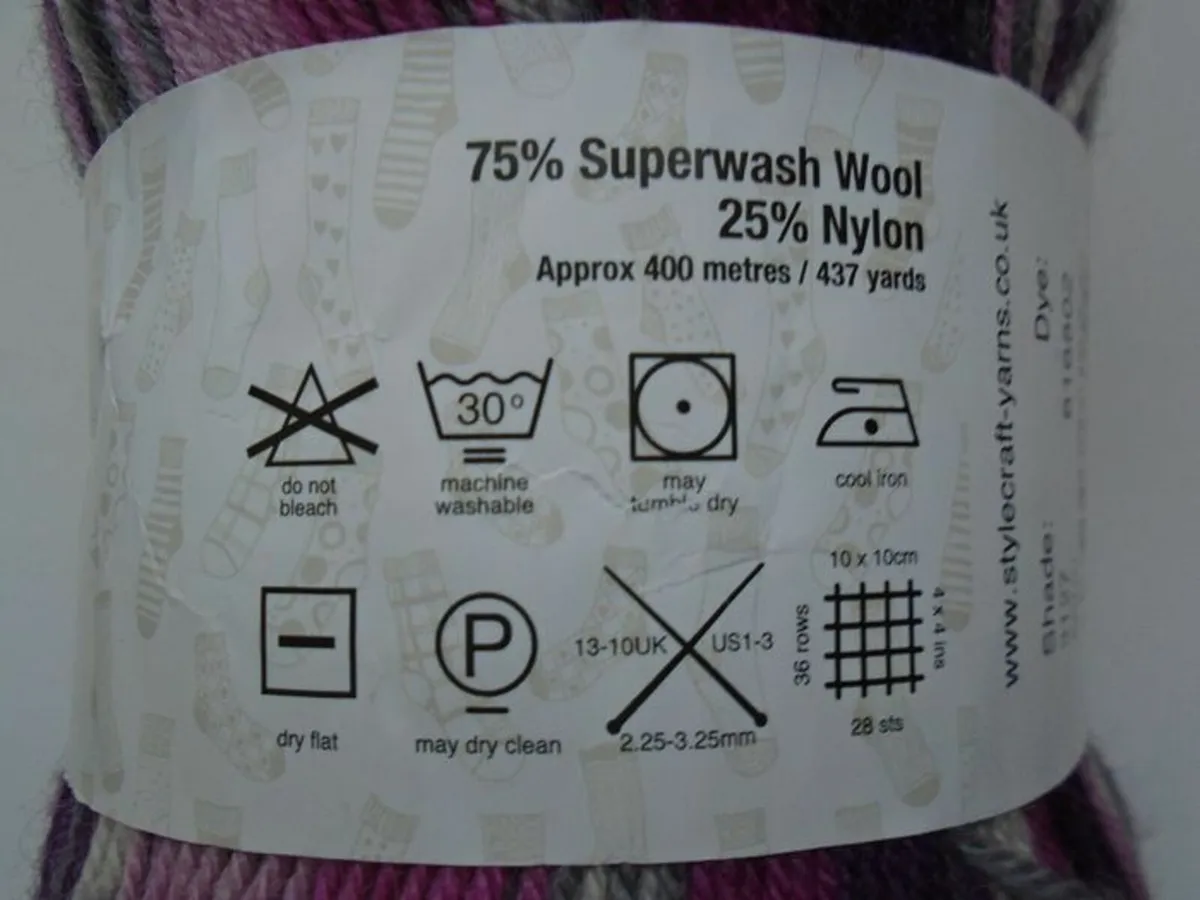 75% Superwash Wool
25% Nylon
Approx 400 metres / 437 yards
do not
bleach
30°
machine
washable
may
tumble dry
cool iron
dry flat
P
may dry clean
13-10UK
US1-3
2.25-3.25mm
10 x 10cm
36 rows
4 x 4 ins
28 sts
www.stylecraft-yarns.co.uk
Shade:
Dye: